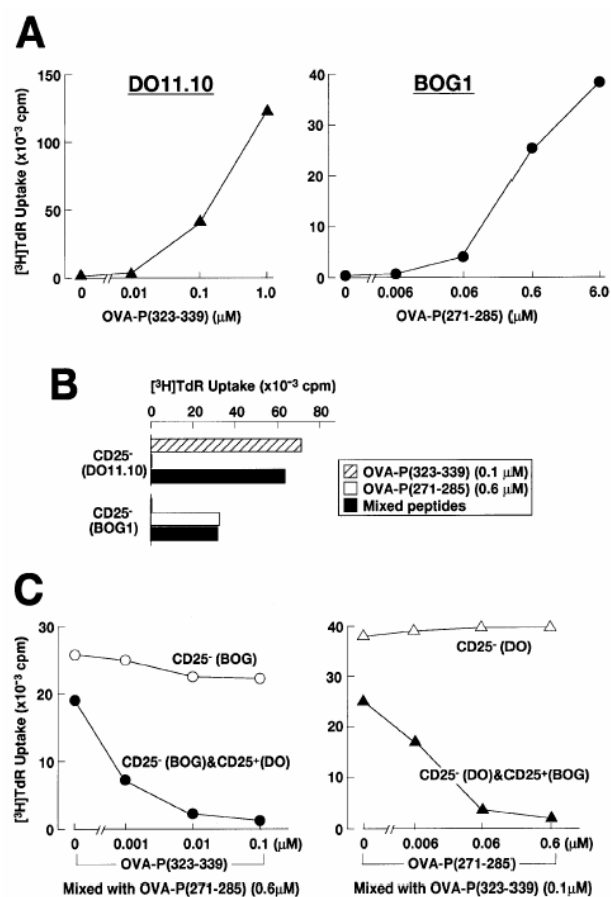 A
DO11.10
BOG1
[³H]TdR Uptake (x10⁻³ cpm)
150
100
50
0
0 0.01 0.1 1.0
OVA-P(323-339) (µM)
40
30
20
10
0
0 0.006 0.06 0.6 6.0
OVA-P(271-285) (µM)
B
[³H]TdR Uptake (x10⁻³ cpm)
0 20 40 60 80
CD25⁻
(DO11.10)
CD25⁻
(BOG1)
OVA-P(323-339) (0.1 µM)
OVA-P(271-285) (0.6 µM)
Mixed peptides
C
[³H]TdR Uptake (x10⁻³ cpm)
30
20
10
0
CD25⁻ (BOG)
CD25⁻ (BOG)&CD25+(DO)
0 0.001 0.01 0.1 (µM)
OVA-P(323-339)
Mixed with OVA-P(271-285) (0.6µM)
40
30
20
10
0
CD25⁻ (DO)
CD25⁻ (DO)&CD25+(BOG)
0 0.006 0.06 0.6 (µM)
OVA-P(271-285)
Mixed with OVA-P(323-339) (0.1µM)